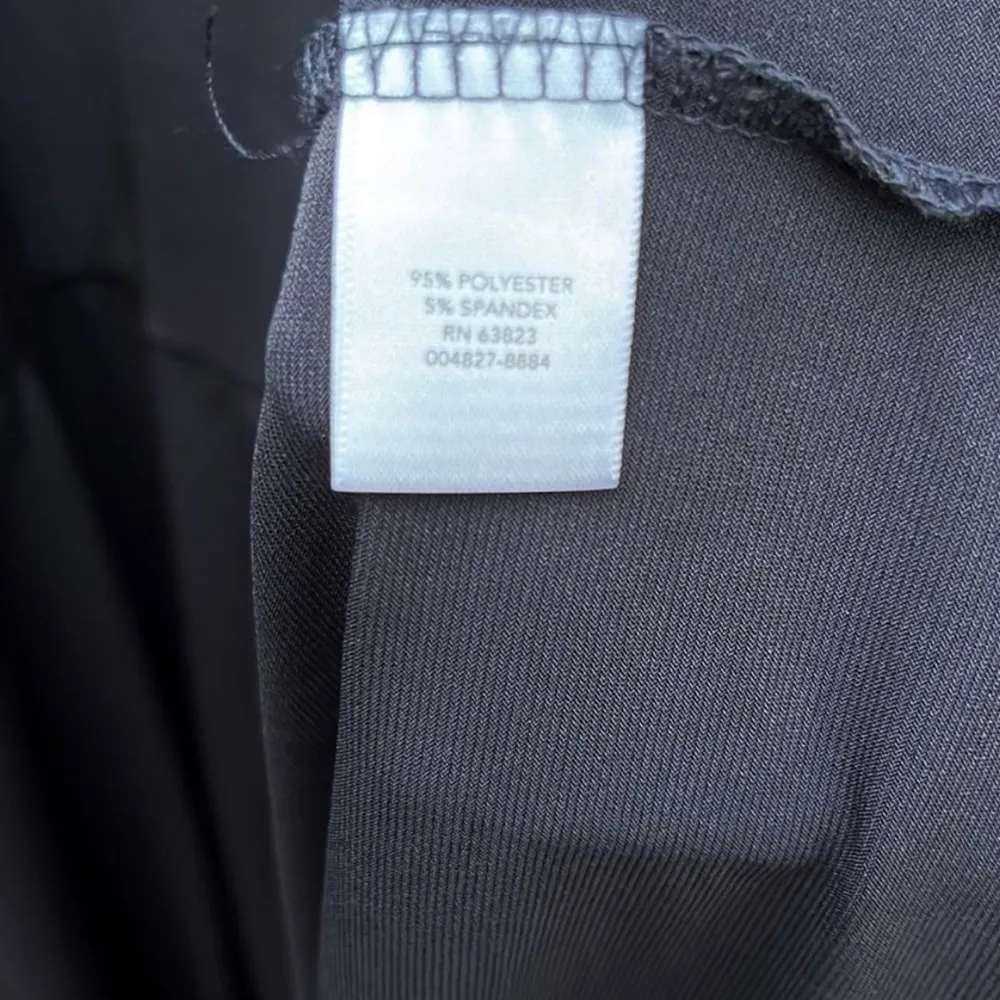 95% POLYESTER
5% SPANDEX
RN 63823
004827-8884